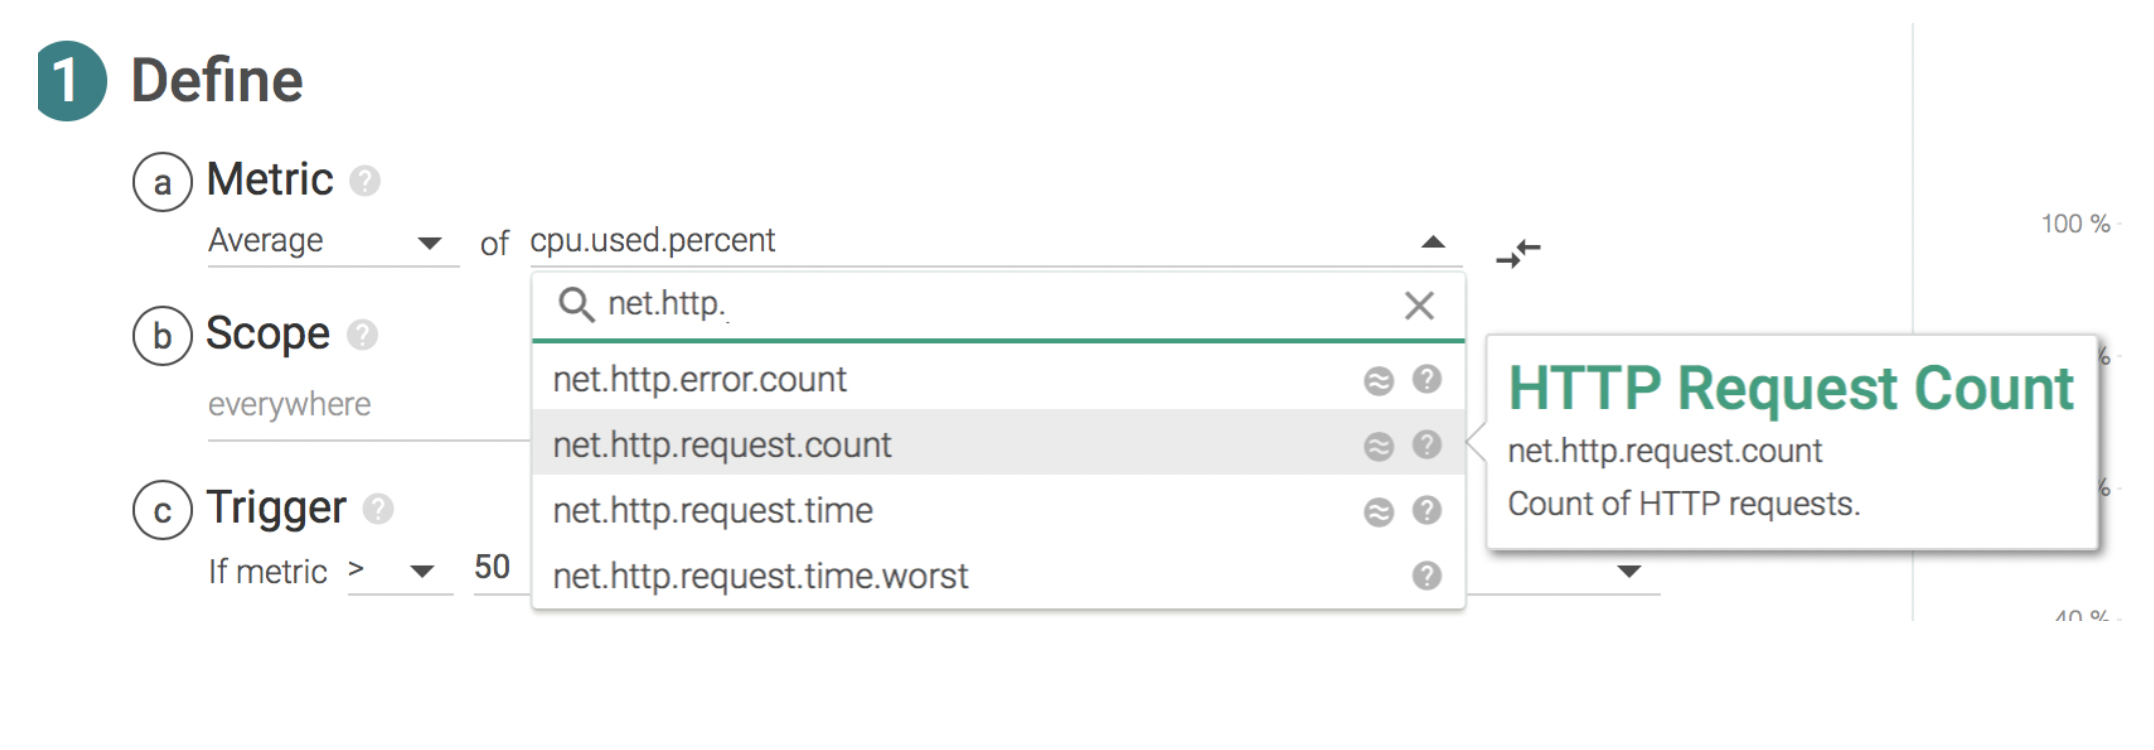 1 Define
a Metric ?
Average of cpu.used.percent
100 %
net.http.
b Scope ?
%
net.http.error.count ?
HTTP Request Count
everywhere
net.http.request.count ?
net.http.request.count
%
c Trigger ?
net.http.request.time ?
Count of HTTP requests.
If metric > 50
net.http.request.time.worst ?
40 %